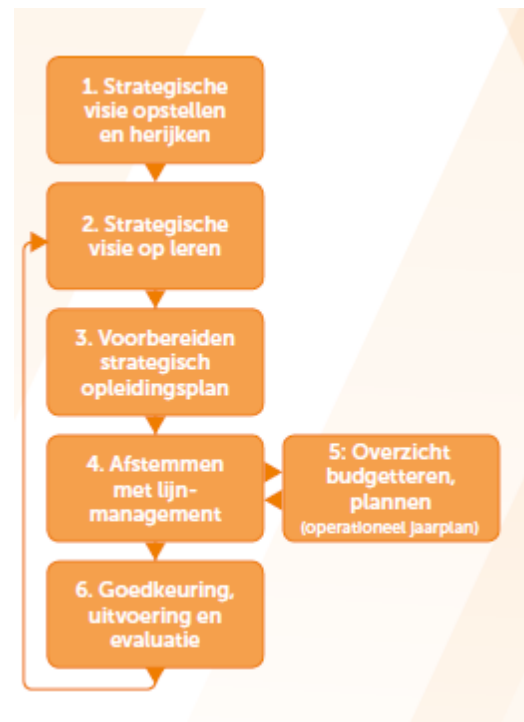 1. Strategische
visie opstellen
en herijken
2. Strategische
visie op leren
3. Voorbereiden
strategisch
opleidingsplan
4. Afstemmen
met lijn-
management
5: Overzicht
budgetteren,
plannen
(operationeel jaarplan)
6. Goedkeuring,
uitvoering en
evaluatie